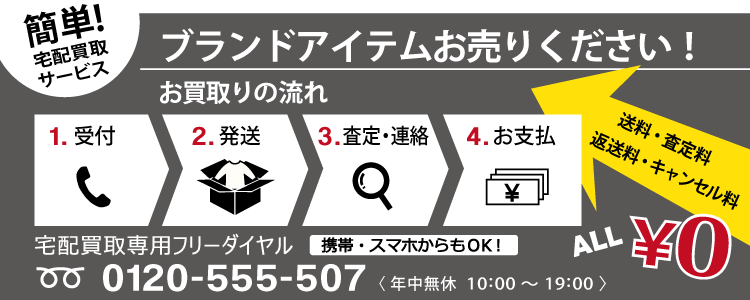 簡単!
宅配買取
サービス
ブランドアイテムお売りください！
お買取りの流れ
1. 受付
2. 発送
3. 査定・連絡
4. お支払
¥
送料・査定料
返送料・キャンセル料
ALL ¥0
宅配買取専用フリーダイヤル 携帯・スマホからもOK！
0120-555-507 〈 年中無休 10：00 〜 19：00 〉